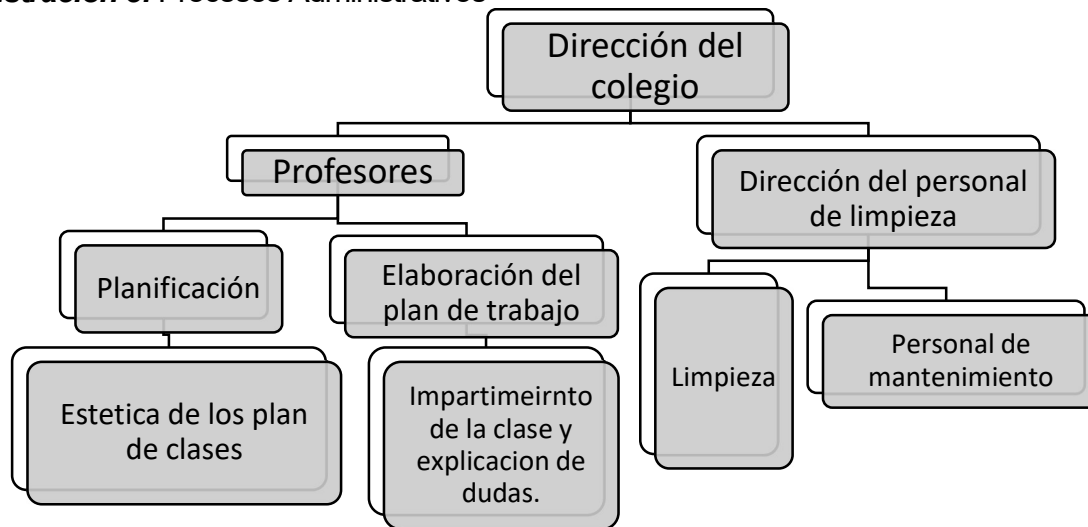 Procesos Administrativos
Dirección del
colegio
Profesores
Dirección del personal
de limpieza
Planificación
Elaboración del
plan de trabajo
Limpieza
Personal de
mantenimiento
Estetica de los plan
de clases
Impartimeirnto
de la clase y
explicacion de
dudas.